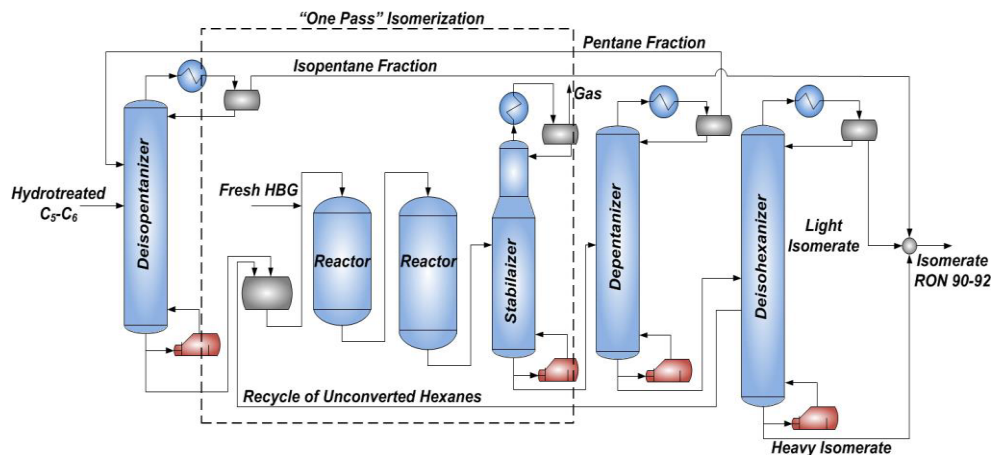 “One Pass” Isomerization
Pentane Fraction
Isopentane Fraction
Gas
Hydrotreated
C₅-C₆
Deisopentanizer
Fresh HBG
Reactor
Reactor
Stabilaizer
Depentanizer
Deisohexanizer
Light
Isomerate
Isomerate
RON 90-92
Recycle of Unconverted Hexanes
Heavy Isomerate